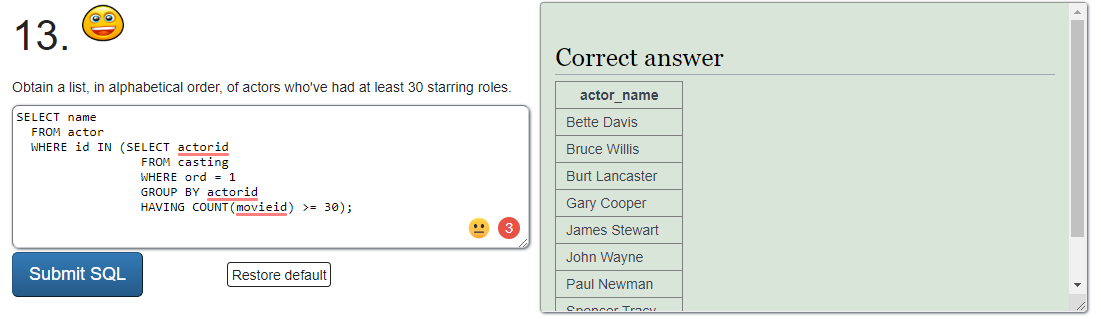 13.
Obtain a list, in alphabetical order, of actors who've had at least 30 starring roles.
SELECT name
FROM actor
WHERE id IN (SELECT actorid
FROM casting
WHERE ord = 1
GROUP BY actorid
HAVING COUNT(movieid) >= 30);
3
Submit SQL
Restore default
Correct answer
actor_name
Bette Davis
Bruce Willis
Burt Lancaster
Gary Cooper
James Stewart
John Wayne
Paul Newman
Spencer Tracy